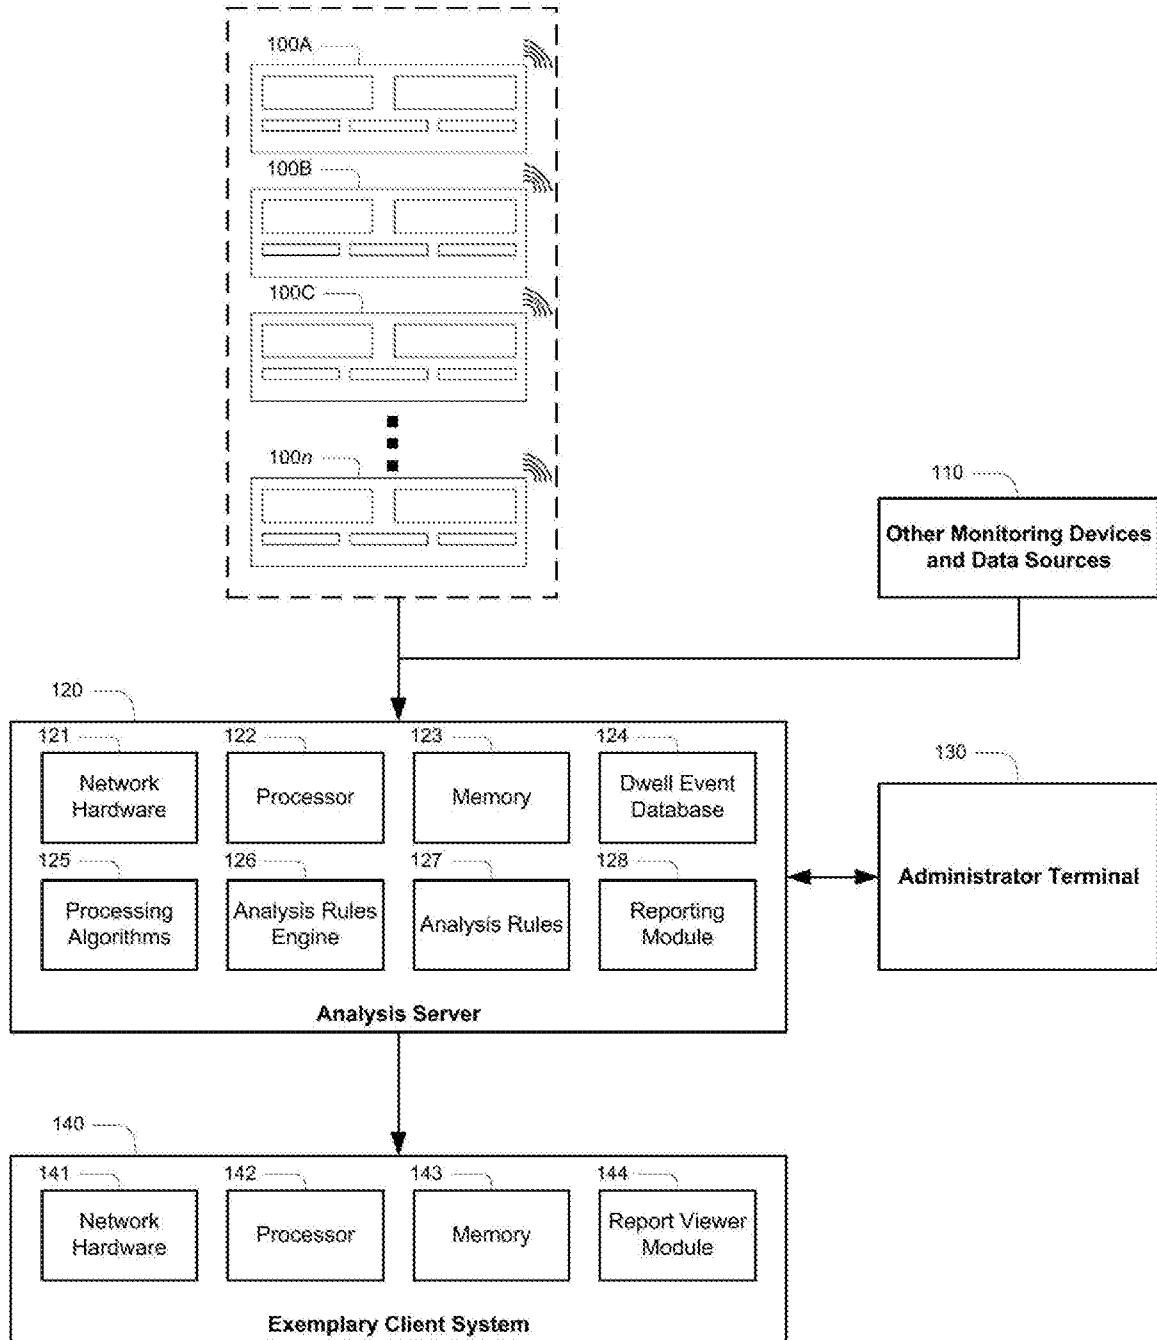 100A
100B
100C
100n
110
Other Monitoring Devices
and Data Sources
120
121
122
123
124
Network
Hardware
Processor
Memory
Dwell Event
Database
125
126
127
128
Processing
Algorithms
Analysis Rules
Engine
Analysis Rules
Reporting
Module
Analysis Server
130
Administrator Terminal
140
141
142
143
144
Network
Hardware
Processor
Memory
Report Viewer
Module
Exemplary Client System